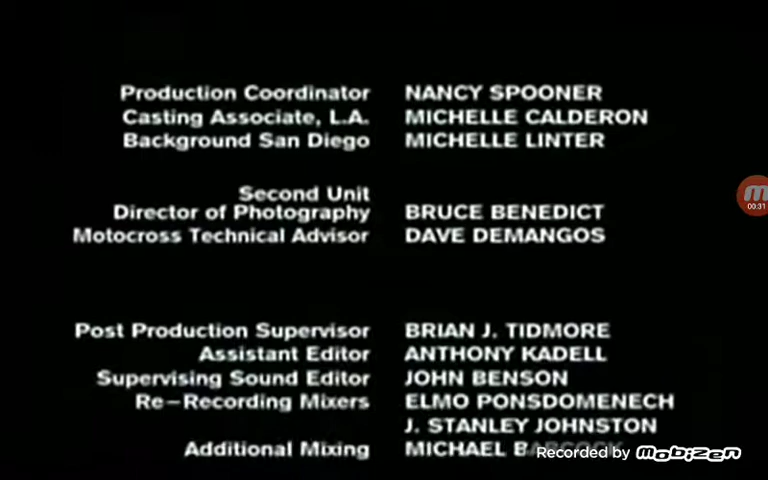 Production Coordinator NANCY SPOONER
Casting Associate, L.A. MICHELLE CALDERON
Background San Diego MICHELLE LINTER
Second Unit
Director of Photography BRUCE BENEDICT
Motocross Technical Advisor DAVE DEMANGOS
M
00:31
Post Production Supervisor BRIAN J. TIDMORE
Assistant Editor ANTHONY KADELL
Supervising Sound Editor JOHN BENSON
Re-Recording Mixers ELMO PONSDOMENECH
J. STANLEY JOHNSTON
Additional Mixing MICHAEL BABCOCK
Recorded by mobizen